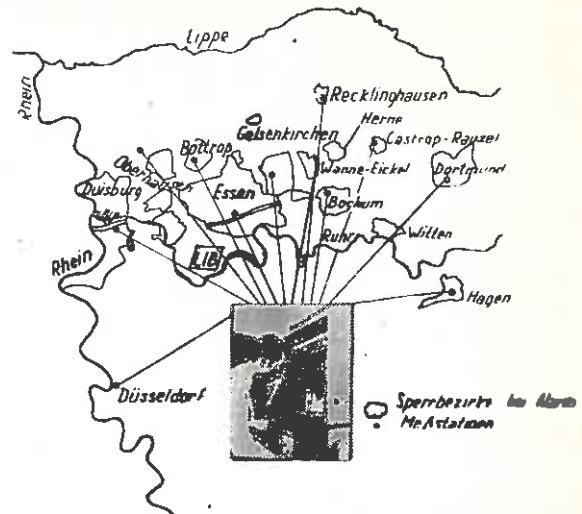 Lippe
Rhein
Recklinghausen
Herne
Gelsenkirchen
Castrop-Rauxel
Bottrop
Oberhausen
Wanne-Eickel
Dortmund
Duisburg
Essen
Bochum
Ruhr
Witten
LIB
Rhein
Hagen
Düsseldorf
Sperrbezirke
Meßstationen